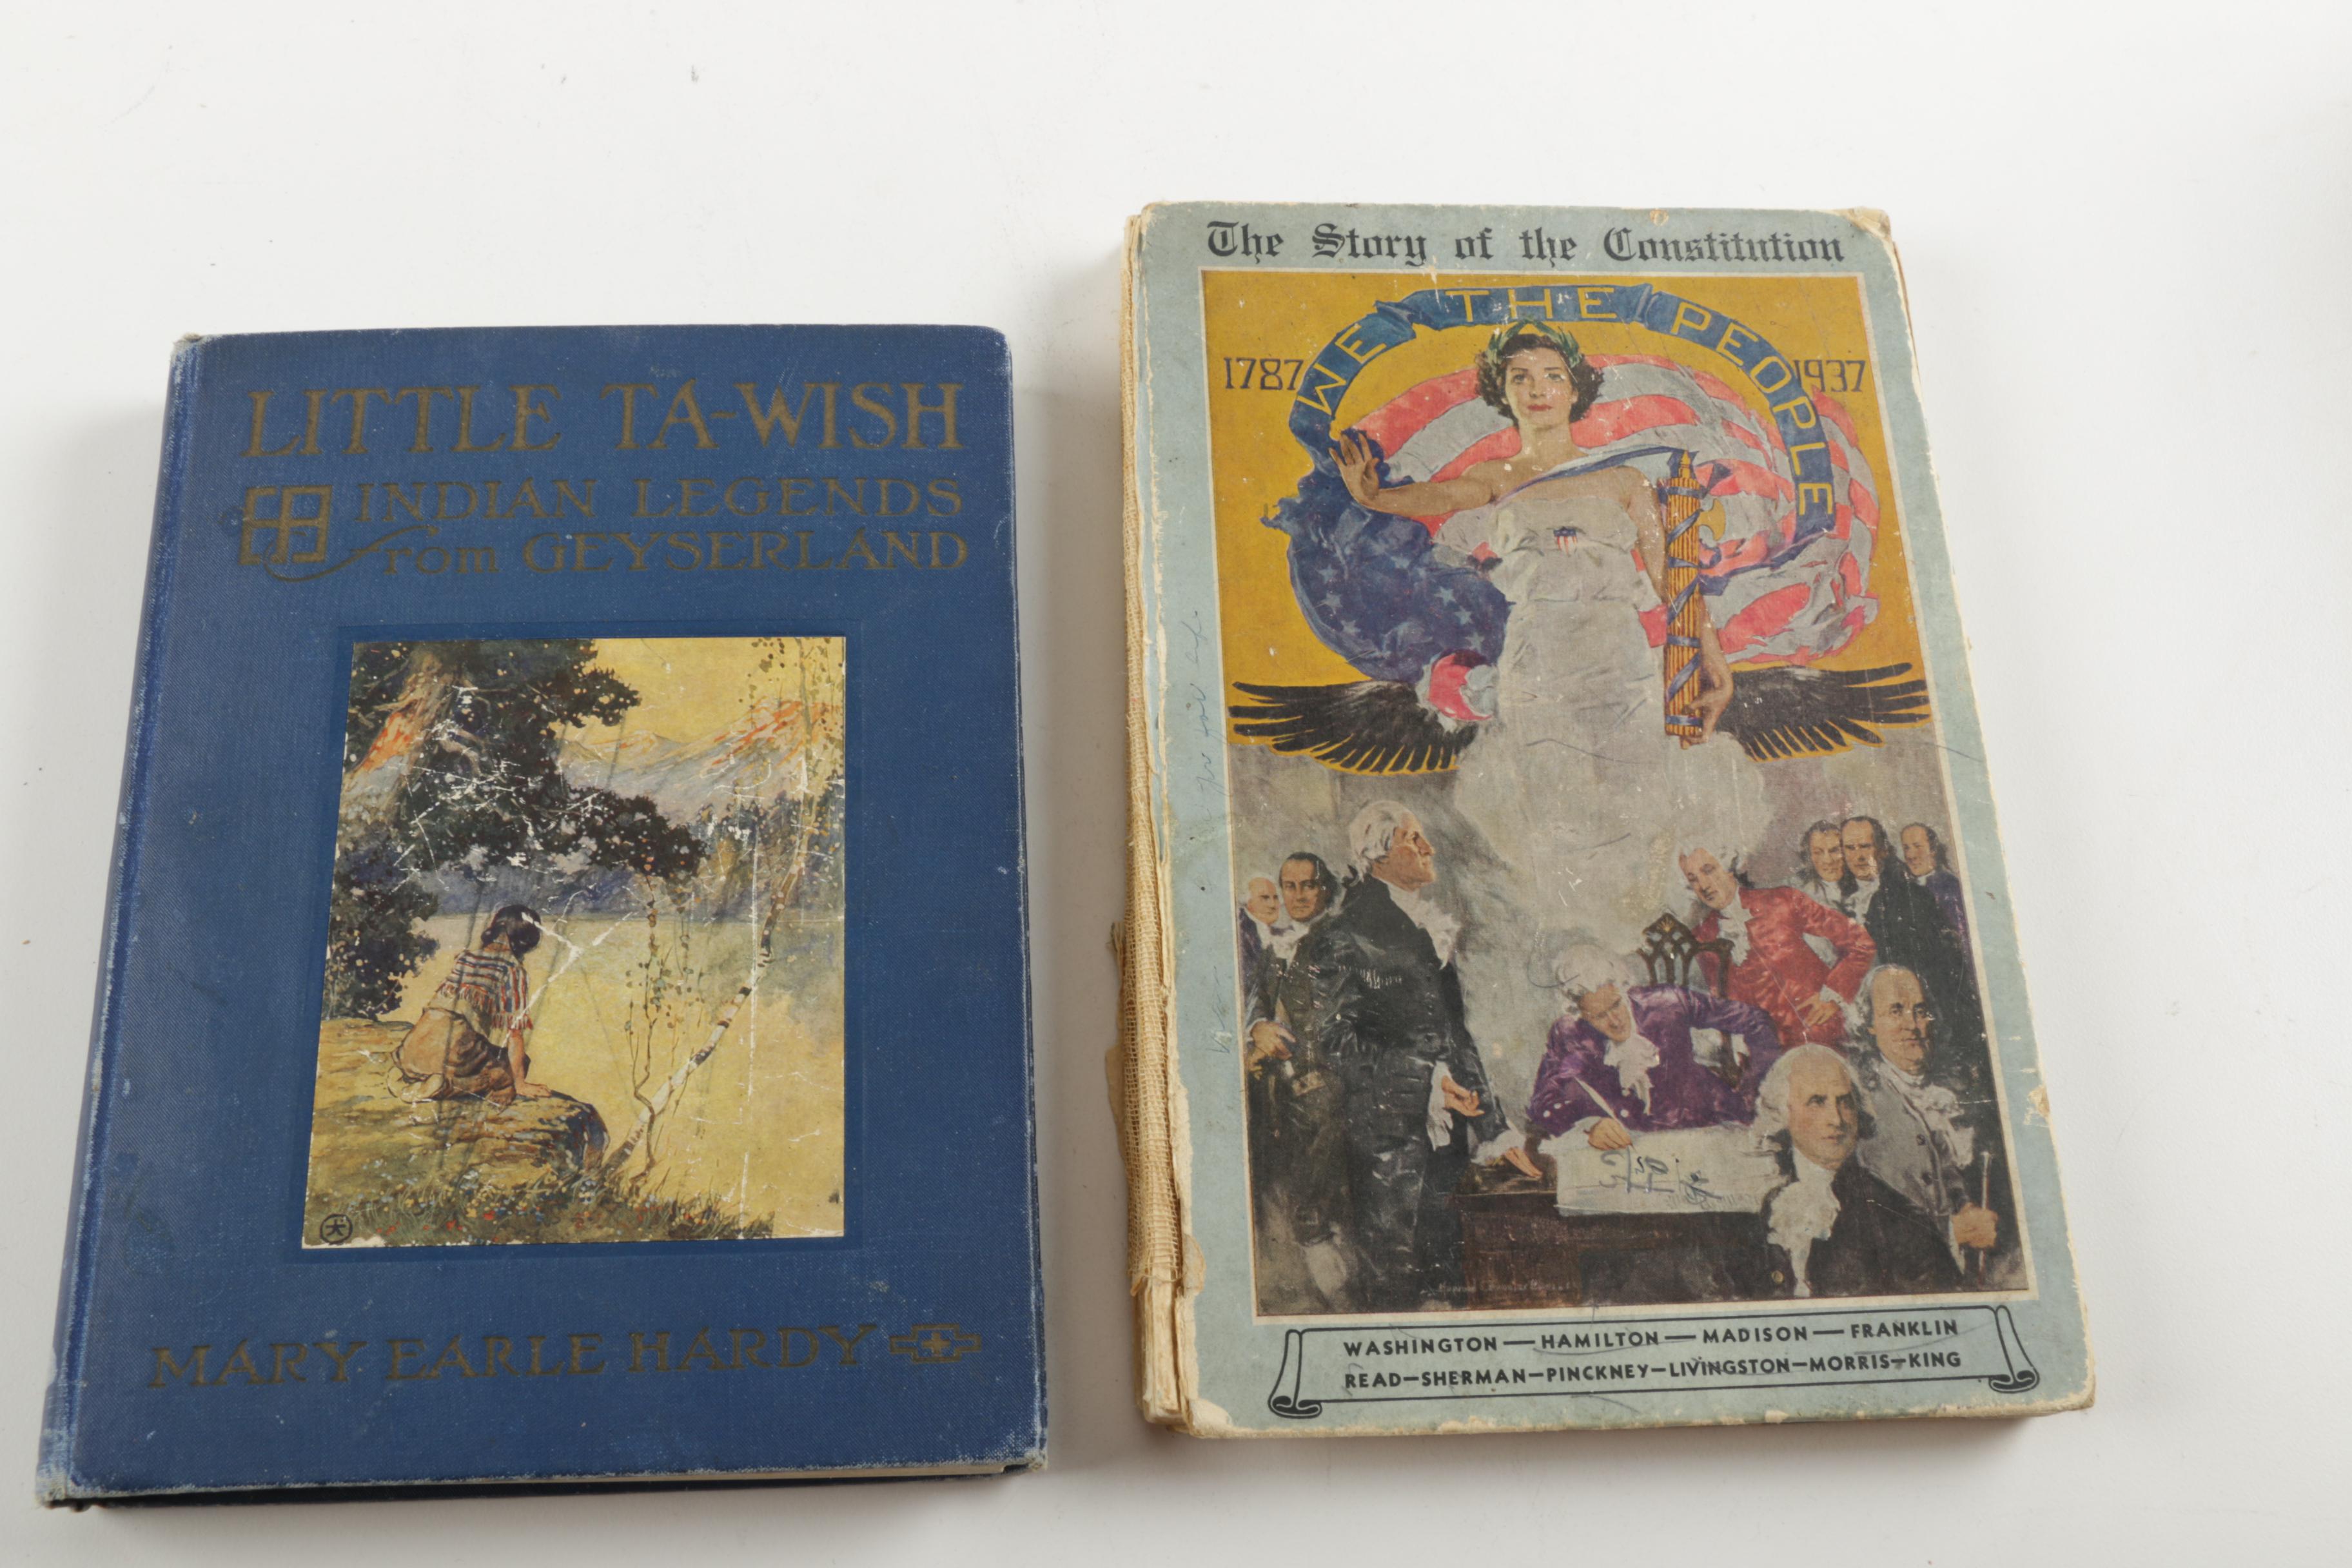 LITTLE TA-WISH
INDIAN LEGENDS
from GEYSERLAND
MARY EARLE HARDY
The Story of the Constitution
WE THE PEOPLE
1787 1937
WASHINGTON — HAMILTON — MADISON — FRANKLIN
READ—SHERMAN—PINCKNEY—LIVINGSTON—MORRIS—KING